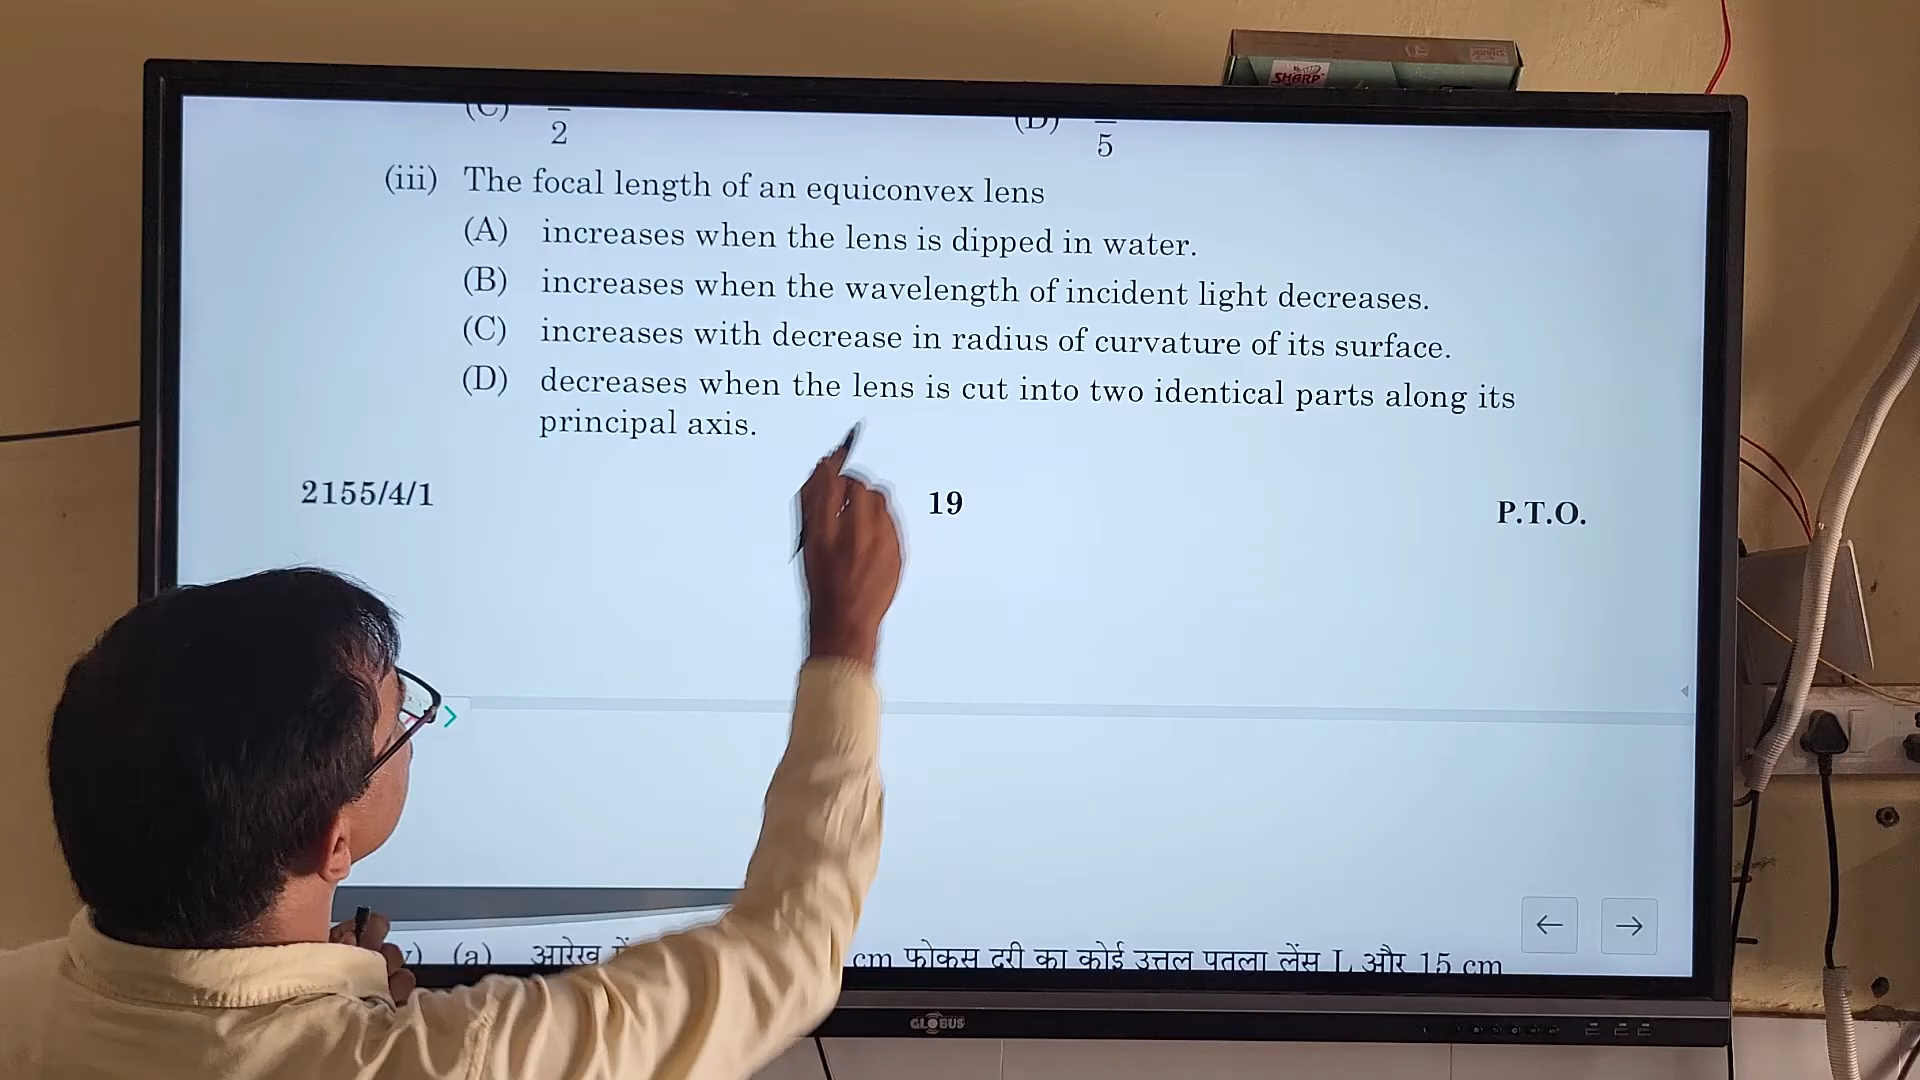 SHARP
(C) 2 (D) 5
(iii) The focal length of an equiconvex lens
(A) increases when the lens is dipped in water.
(B) increases when the wavelength of incident light decreases.
(C) increases with decrease in radius of curvature of its surface.
(D) decreases when the lens is cut into two identical parts along its
principal axis.
2155/4/1 19 P.T.O.
(a) आरेख में cm फोकस दूरी का कोई उत्तल पतला लेंस L और 15 cm
GLOBUS